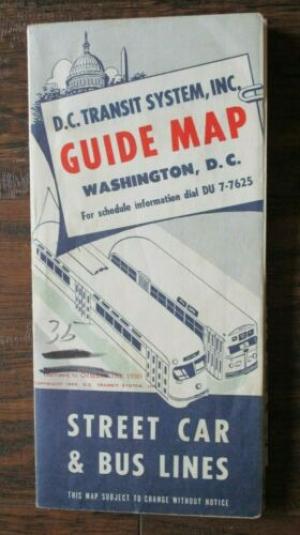 D.C. TRANSIT SYSTEM, INC.
GUIDE MAP
WASHINGTON, D.C.
For schedule information dial DU 7-7625
35
STREET CAR
& BUS LINES
THIS MAP SUBJECT TO CHANGE WITHOUT NOTICE